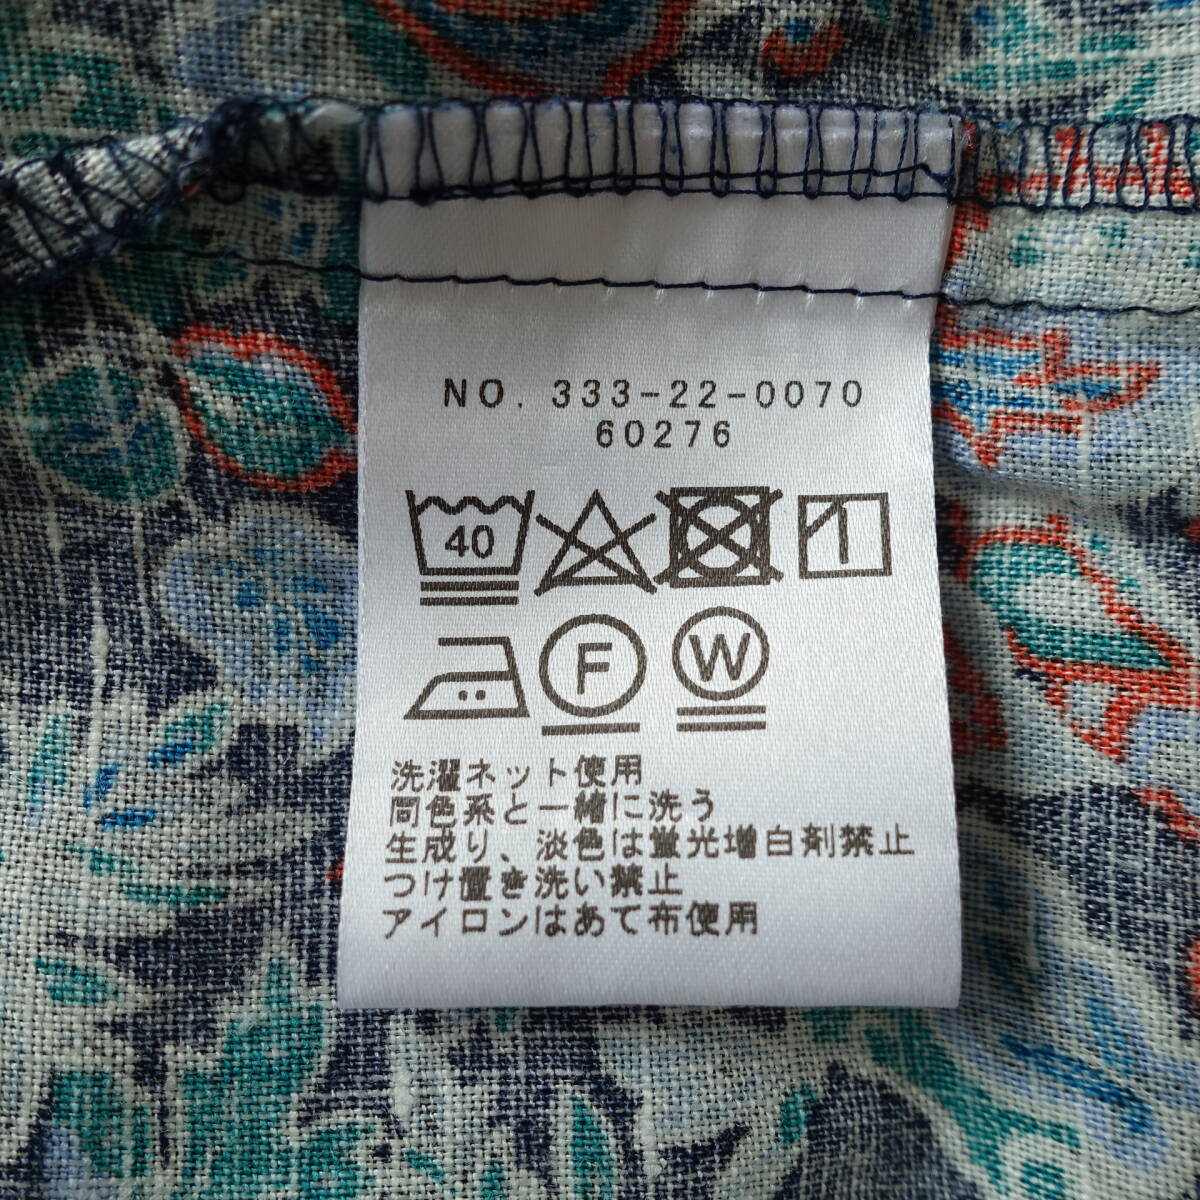 NO. 333-22-0070
60276
40
F W
洗濯ネット使用
同色系と一緒に洗う
生成り、淡色は蛍光増白剤禁止
つけ置き洗い禁止
アイロンはあて布使用